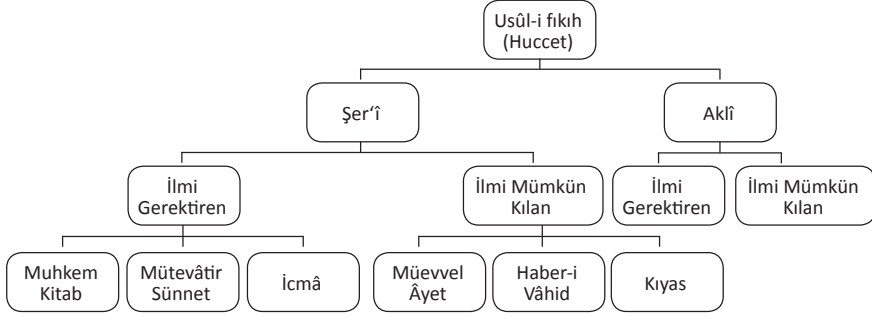 Usûl-i fıkıh
(Huccet)
Şer‘î
Aklî
İlmi
Gerektiren
İlmi Mümkün
Kılan
İlmi
Gerektiren
İlmi Mümkün
Kılan
Muhkem
Kitab
Mütevâtir
Sünnet
İcmâ
Müevvel
Âyet
Haber-i
Vâhid
Kıyas